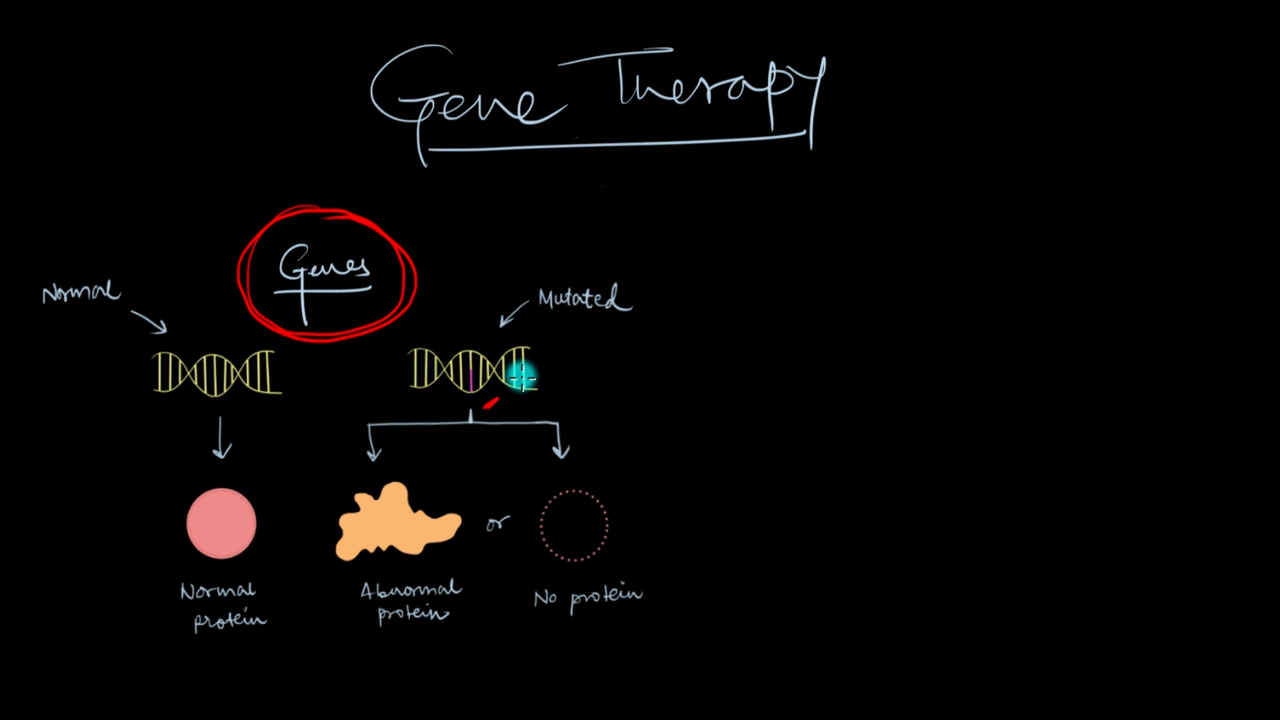 Gene Therapy
Genes
Normal
Mutated
Normal
protein
Abnormal
protein
or
No protein